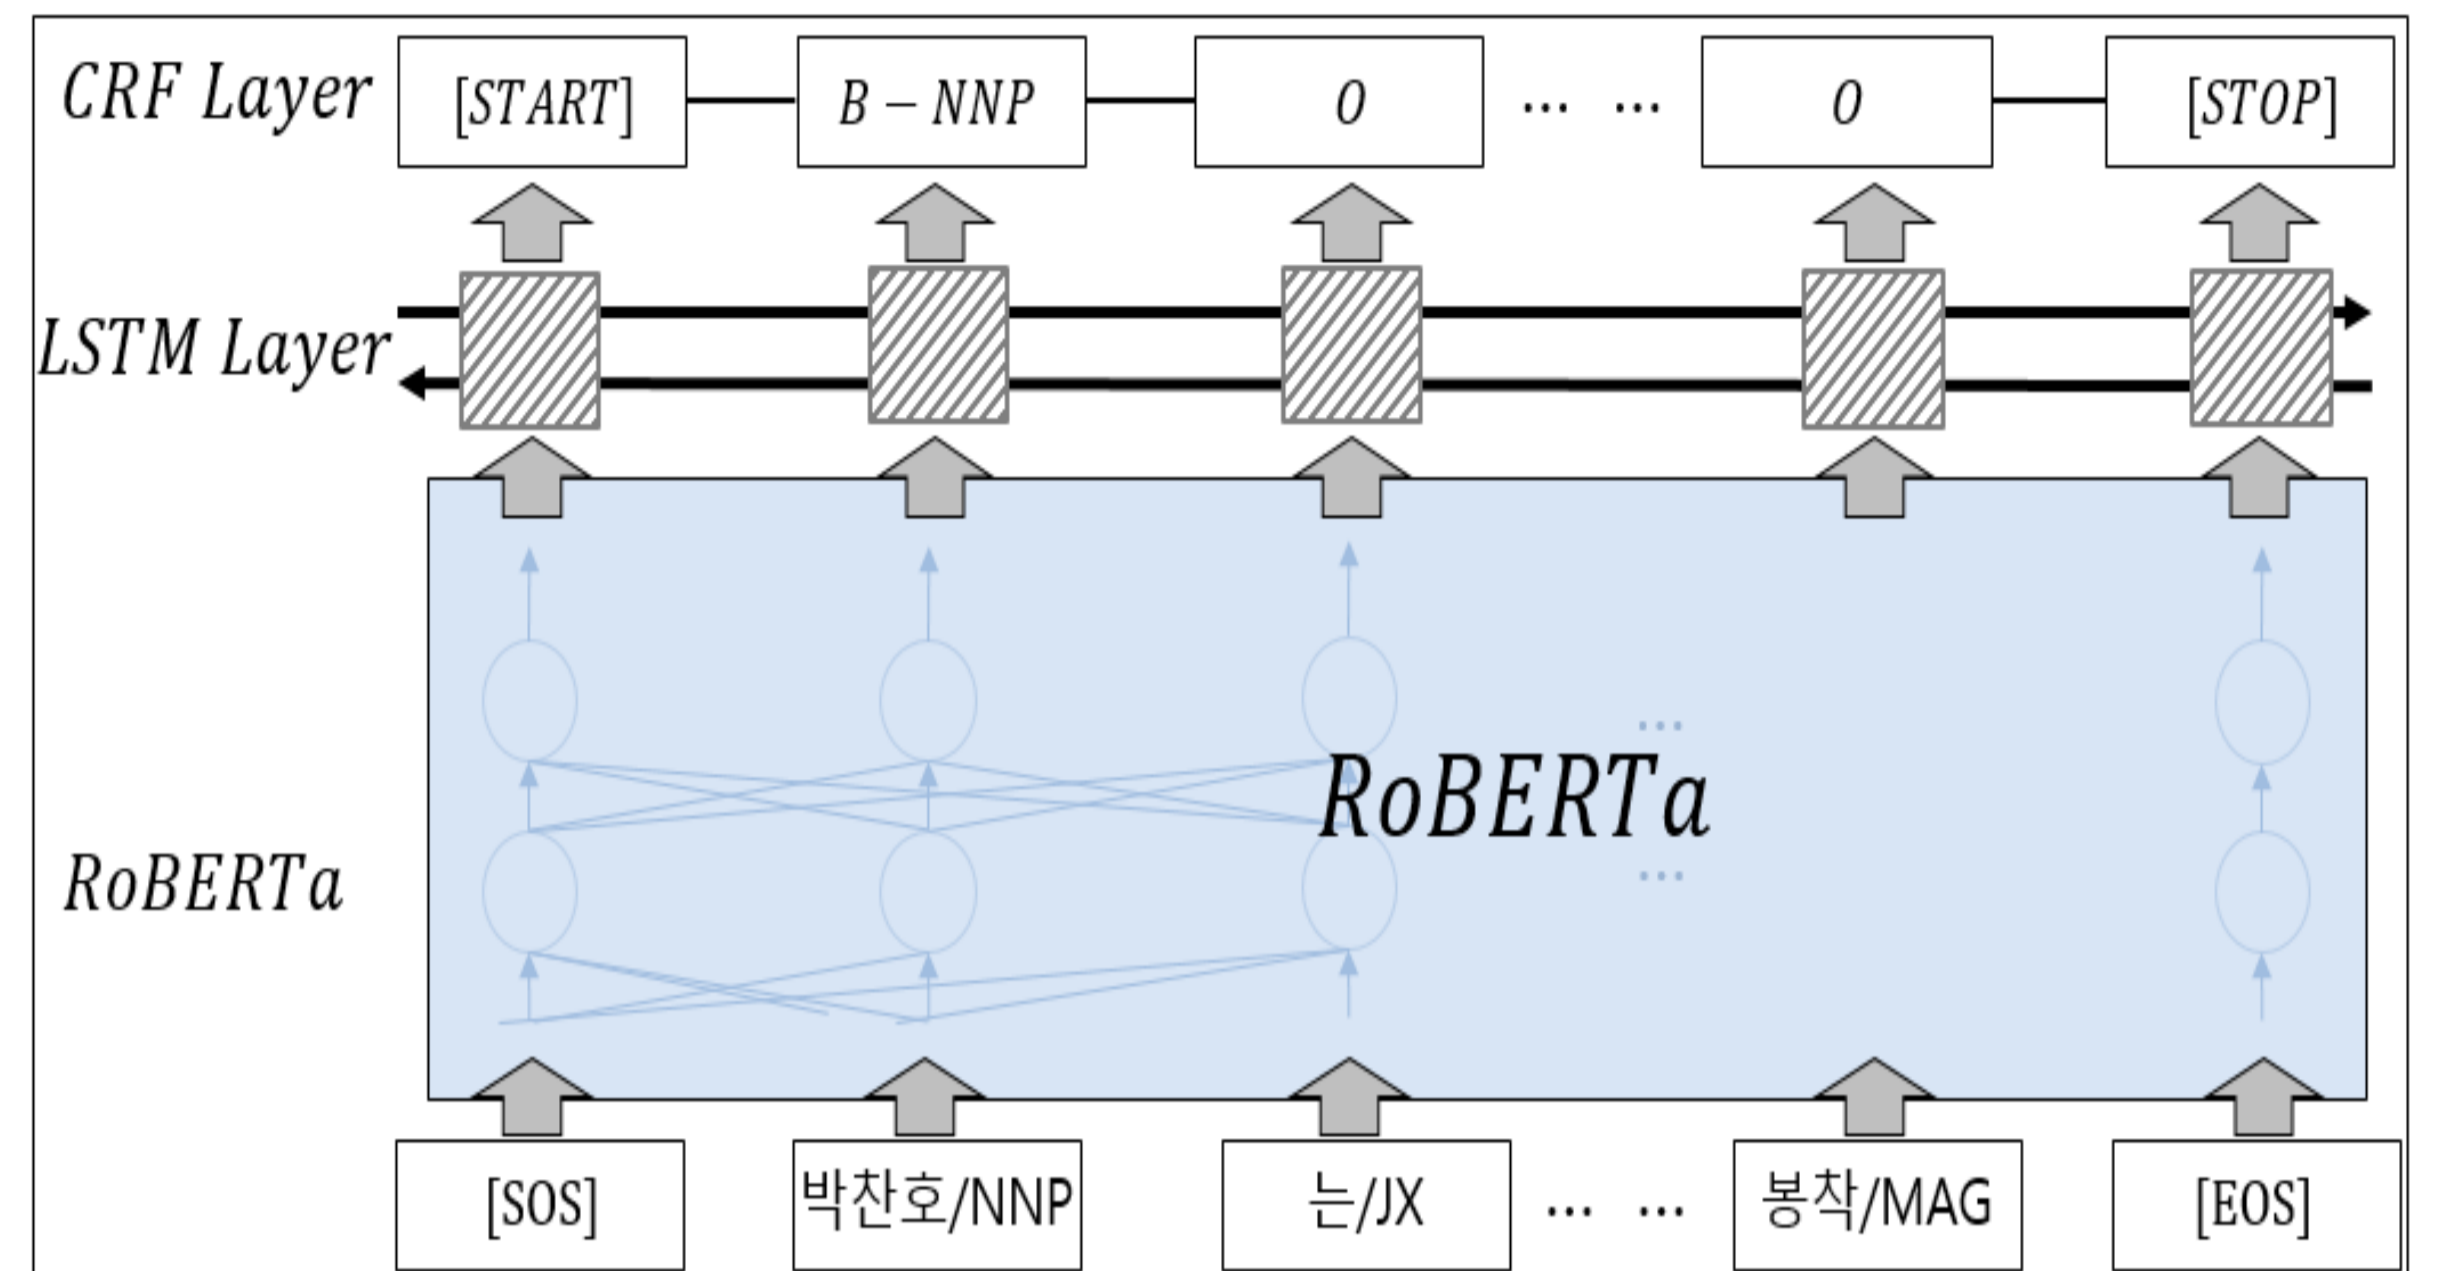 CRF Layer [START] B − NNP O ... ... O [STOP]
LSTM Layer
...
RoBERTa
...
RoBERTa
[SOS] 박찬호/NNP 는/JX ... ...봉착/MAG [EOS]